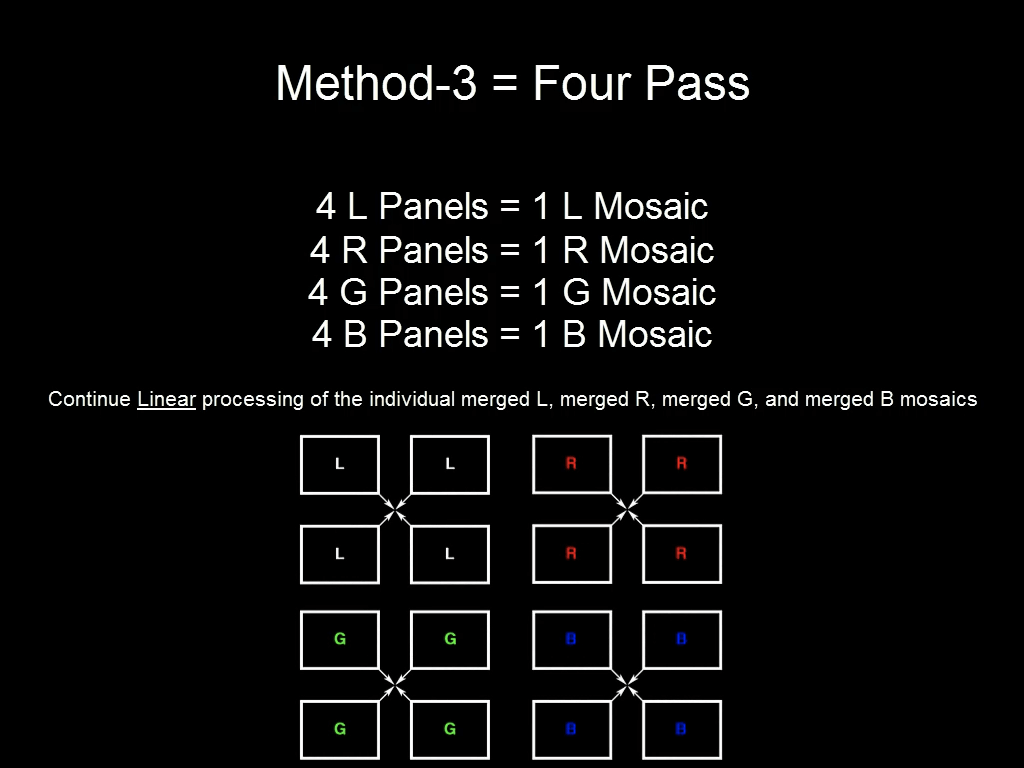 Method-3 = Four Pass
4 L Panels = 1 L Mosaic
4 R Panels = 1 R Mosaic
4 G Panels = 1 G Mosaic
4 B Panels = 1 B Mosaic
Continue Linear processing of the individual merged L, merged R, merged G, and merged B mosaics
L L R R
L L R R
G G B B
G G B B